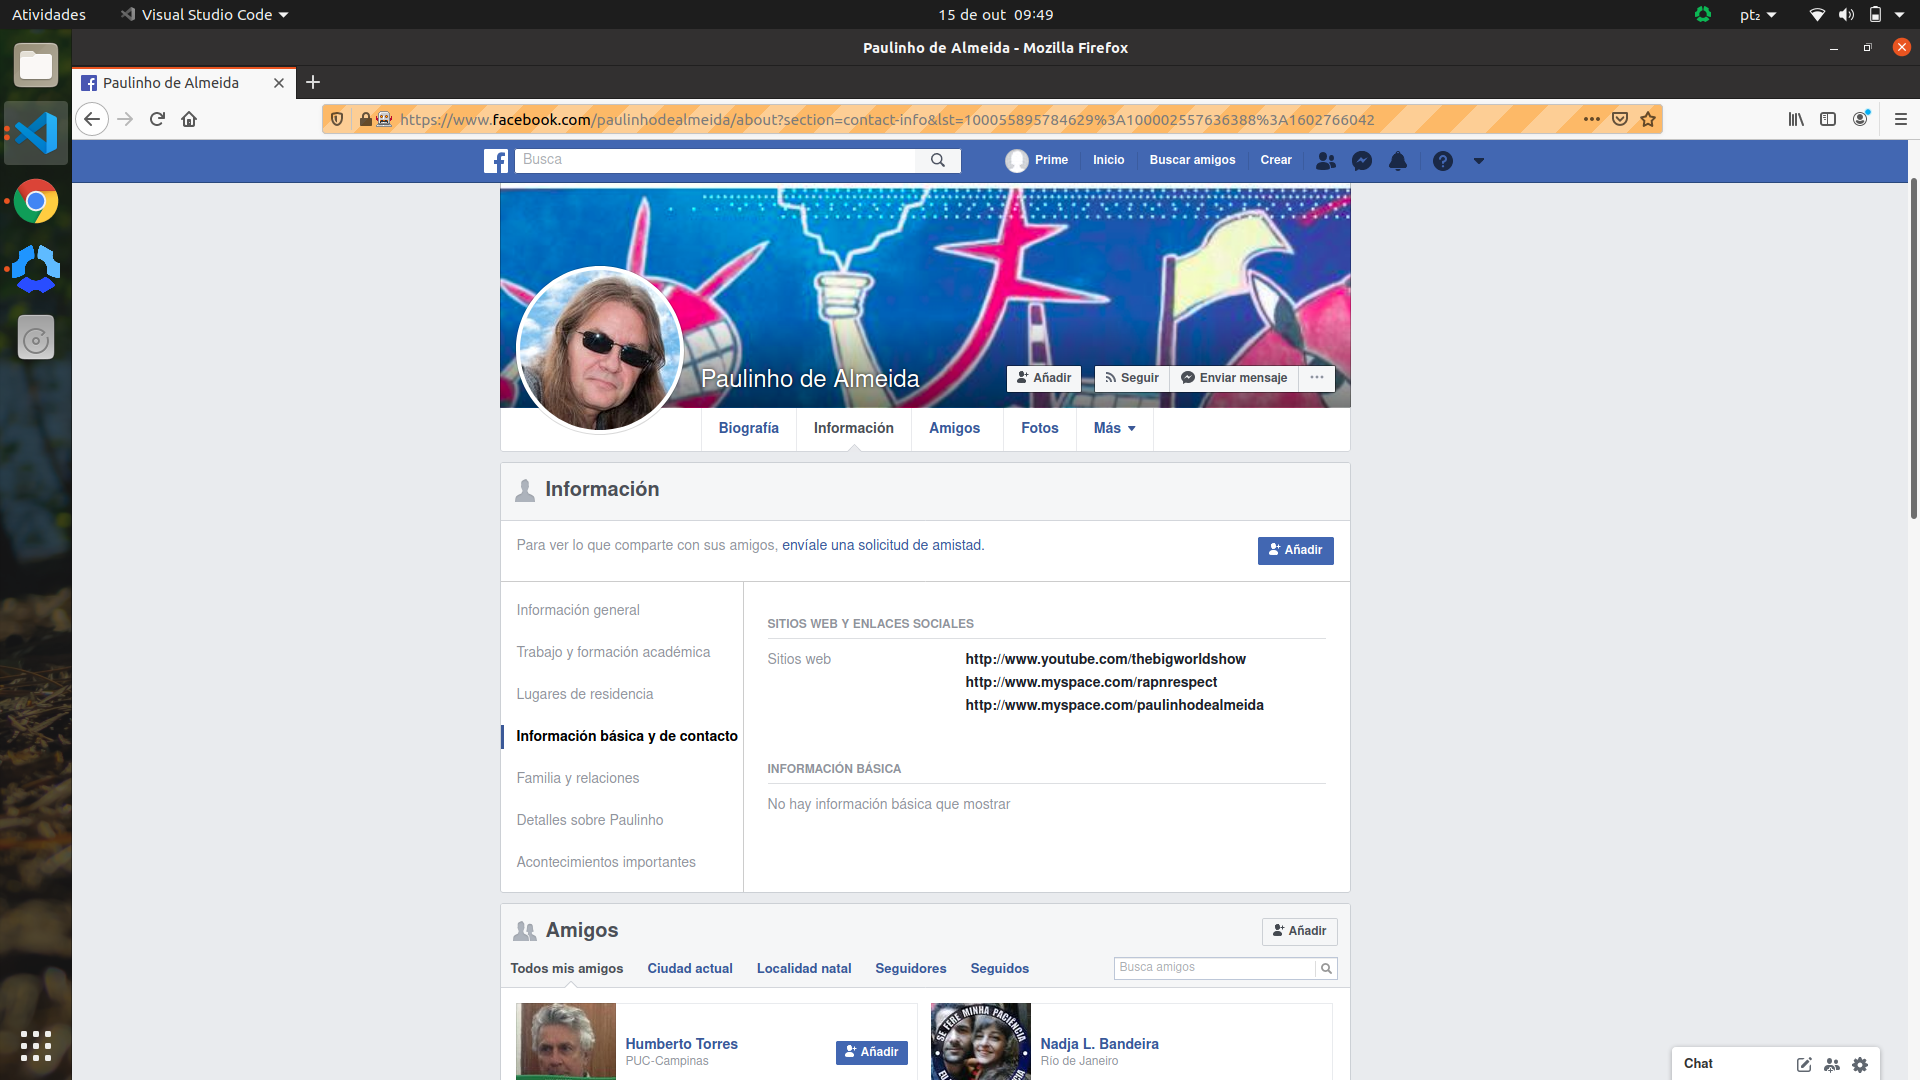 Atividades
Visual Studio Code
15 de out 09:49
pt₂
Paulinho de Almeida - Mozilla Firefox
Paulinho de Almeida
https://www.facebook.com/paulinhodealmeida/about?section=contact-info&lst=100055895784629%3A100002557636388%3A1602766042
Busca
Prime
Inicio
Buscar amigos
Crear
Paulinho de Almeida
Añadir
Seguir
Enviar mensaje
Biografía
Información
Amigos
Fotos
Más
Información
Para ver lo que comparte con sus amigos, envíale una solicitud de amistad.
Añadir
Información general
Trabajo y formación académica
Lugares de residencia
Información básica y de contacto
Familia y relaciones
Detalles sobre Paulinho
Acontecimientos importantes
SITIOS WEB Y ENLACES SOCIALES
Sitios web
http://www.youtube.com/thebigworldshow
http://www.myspace.com/rapnrespect
http://www.myspace.com/paulinhodealmeida
INFORMACIÓN BÁSICA
No hay información básica que mostrar
Amigos
Añadir
Todos mis amigos
Ciudad actual
Localidad natal
Seguidores
Seguidos
Busca amigos
Humberto Torres
PUC-Campinas
Añadir
SE FERE MINHA PACIÊNCIA
Nadja L. Bandeira
Río de Janeiro
Chat